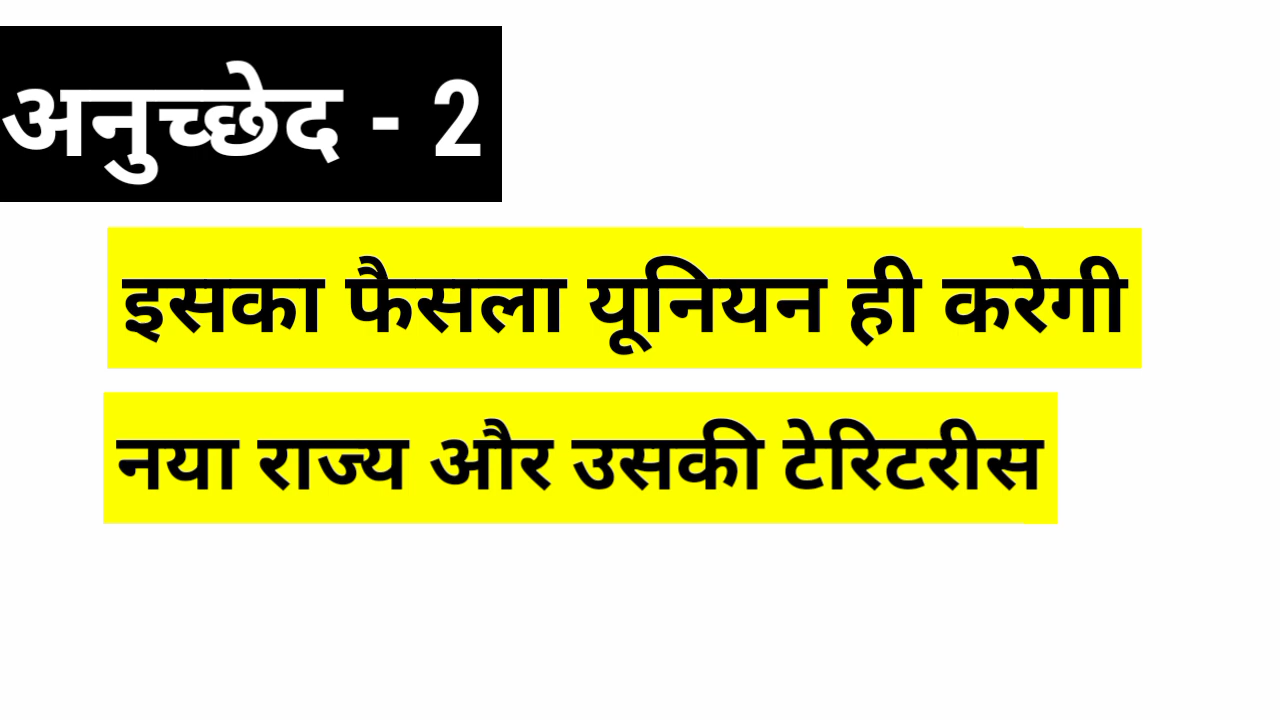 अनुच्छेद - 2
इसका फैसला यूनियन ही करेगी
नया राज्य और उसकी टेरिटरीस